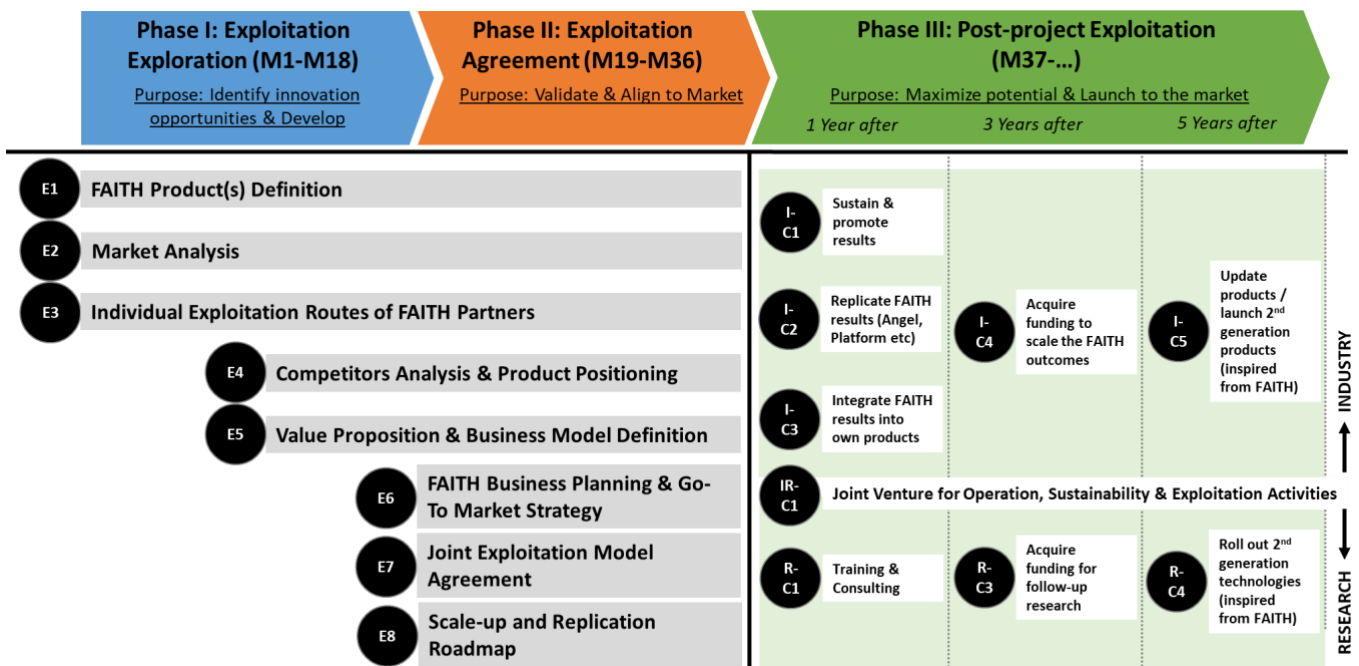 Phase I: Exploitation
Exploration (M1-M18)
Purpose: Identify innovation
opportunities & Develop
Phase II: Exploitation
Agreement (M19-M36)
Purpose: Validate & Align to Market
Phase III: Post-project Exploitation
(M37-...)
Purpose: Maximize potential & Launch to the market
1 Year after
3 Years after
5 Years after
E1
FAITH Product(s) Definition
E2
Market Analysis
E3
Individual Exploitation Routes of FAITH Partners
E4
Competitors Analysis & Product Positioning
E5
Value Proposition & Business Model Definition
E6
FAITH Business Planning & Go-
To Market Strategy
E7
Joint Exploitation Model
Agreement
E8
Scale-up and Replication
Roadmap
I-
C1
Sustain &
promote
results
I-
C2
Replicate FAITH
results (Angel,
Platform etc)
I-
C3
Integrate FAITH
results into
own products
I-
C4
Acquire
funding to
scale the FAITH
outcomes
I-
C5
Update
products /
launch 2nd
generation
products
(inspired
from FAITH)
IR-
C1
Joint Venture for Operation, Sustainability & Exploitation Activities
R-
C1
Training &
Consulting
R-
C3
Acquire
funding for
follow-up
research
R-
C4
Roll out 2nd
generation
technologies
(inspired
from FAITH)
INDUSTRY
RESEARCH